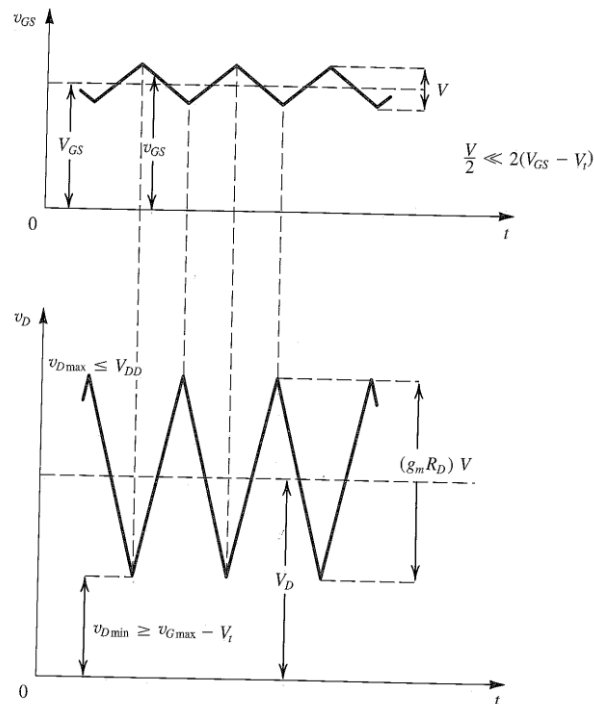 v_GS
V
V_GS
v_GS
V/2 ≪ 2(V_GS − V_t)
0
t
v_D
v_Dmax ≤ V_DD
(g_m R_D) V
V_D
v_Dmin ≥ v_Gmax − V_t
0
t